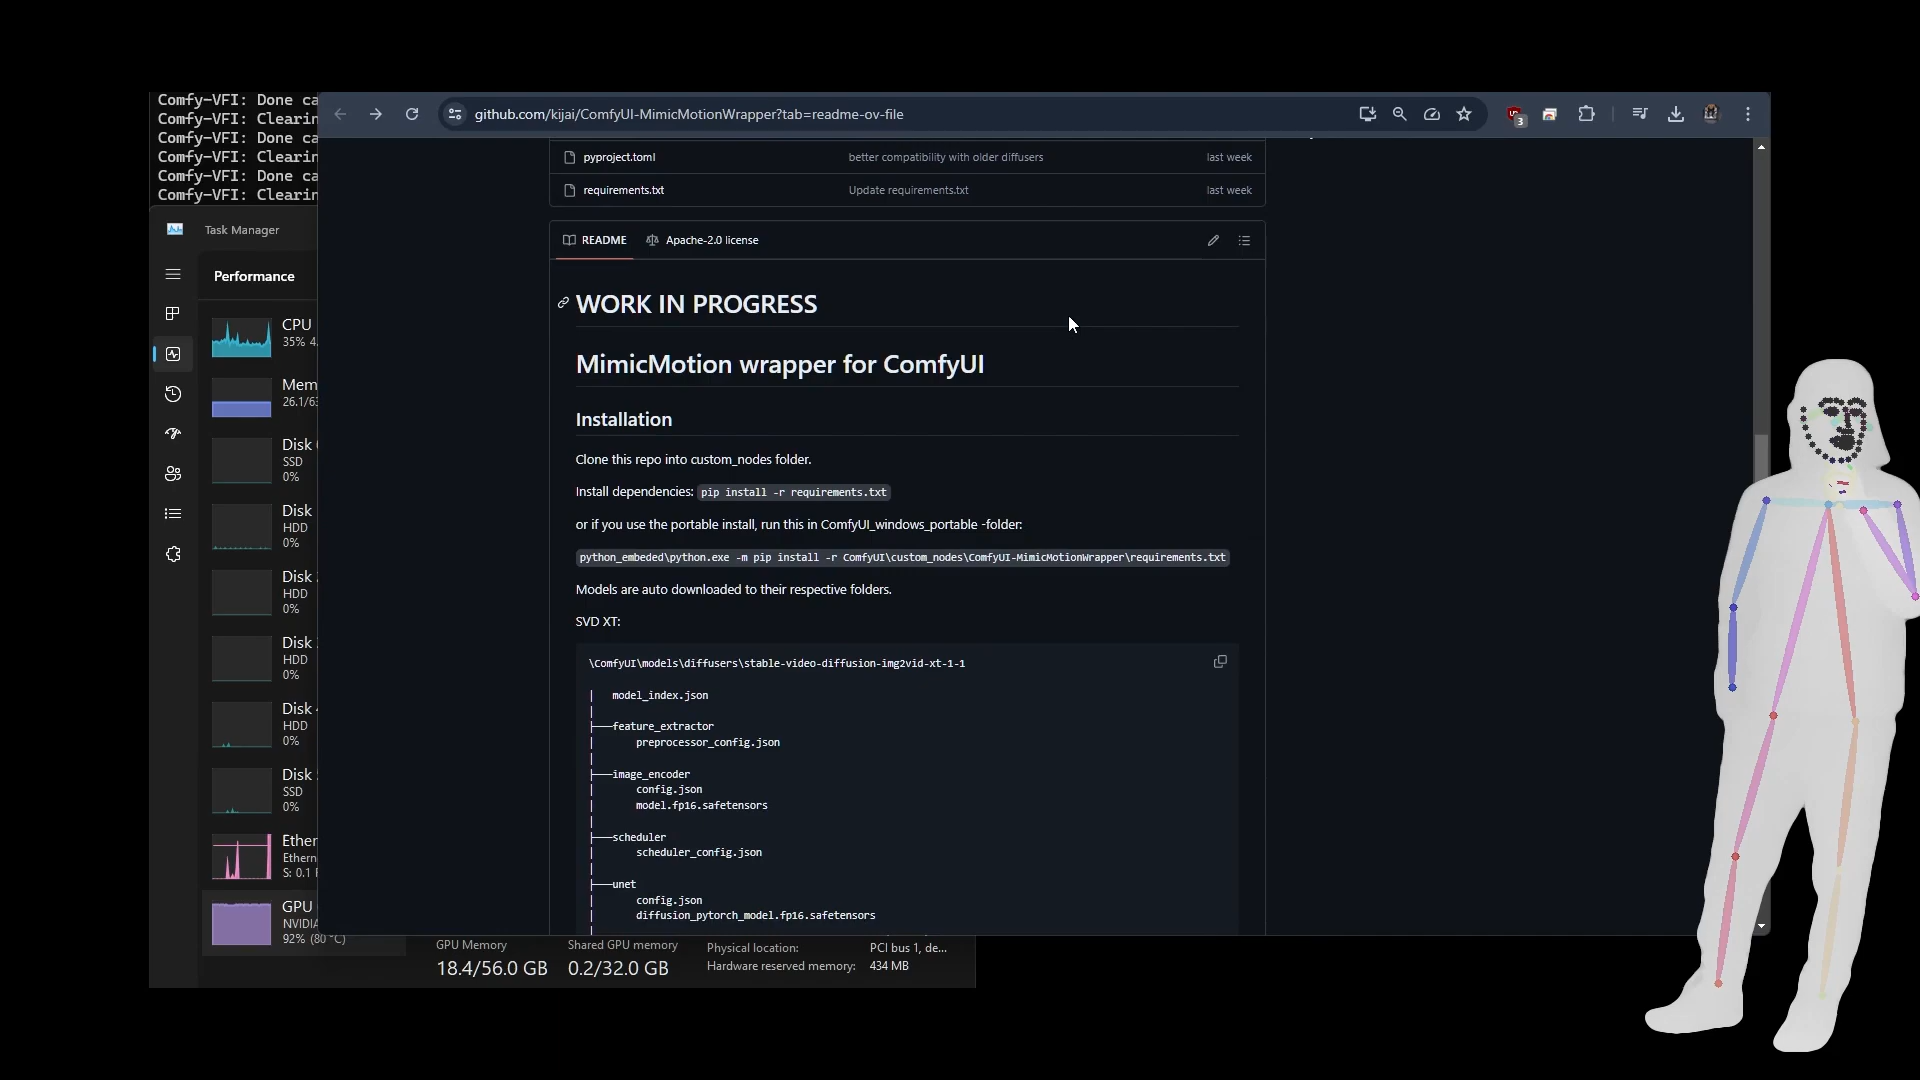 Comfy-VFI: Done ca
Comfy-VFI: Clearin
Comfy-VFI: Done ca
Comfy-VFI: Clearin
Comfy-VFI: Done ca
Comfy-VFI: Clearin
github.com/kijai/ComfyUI-MimicMotionWrapper?tab=readme-ov-file
3
pyproject.toml better compatibility with older diffusers last week
requirements.txt Update requirements.txt last week
README Apache-2.0 license
WORK IN PROGRESS
MimicMotion wrapper for ComfyUI
Installation
Clone this repo into custom_nodes folder.
Install dependencies: pip install -r requirements.txt
or if you use the portable install, run this in ComfyUI_windows_portable -folder:
python_embeded\python.exe -m pip install -r ComfyUI\custom_nodes\ComfyUI-MimicMotionWrapper\requirements.txt
Models are auto downloaded to their respective folders.
SVD XT:
\ComfyUI\models\diffusers\stable-video-diffusion-img2vid-xt-1-1
│   model_index.json
│
├───feature_extractor
│       preprocessor_config.json
│
├───image_encoder
│       config.json
│       model.fp16.safetensors
│
├───scheduler
│       scheduler_config.json
│
├───unet
│       config.json
│       diffusion_pytorch_model.fp16.safetensors
│
Task Manager
Performance
CPU
35% 4.
Mem
26.1/63
Disk
SSD
0%
Disk
HDD
0%
Disk
HDD
0%
Disk
HDD
0%
Disk
HDD
0%
Disk
SSD
0%
Ether
Ethern
S: 0.1
GPU
NVIDIA
92% (80 °C)
GPU Memory
18.4/56.0 GB
Shared GPU memory
0.2/32.0 GB
Physical location: PCI bus 1, de...
Hardware reserved memory: 434 MB